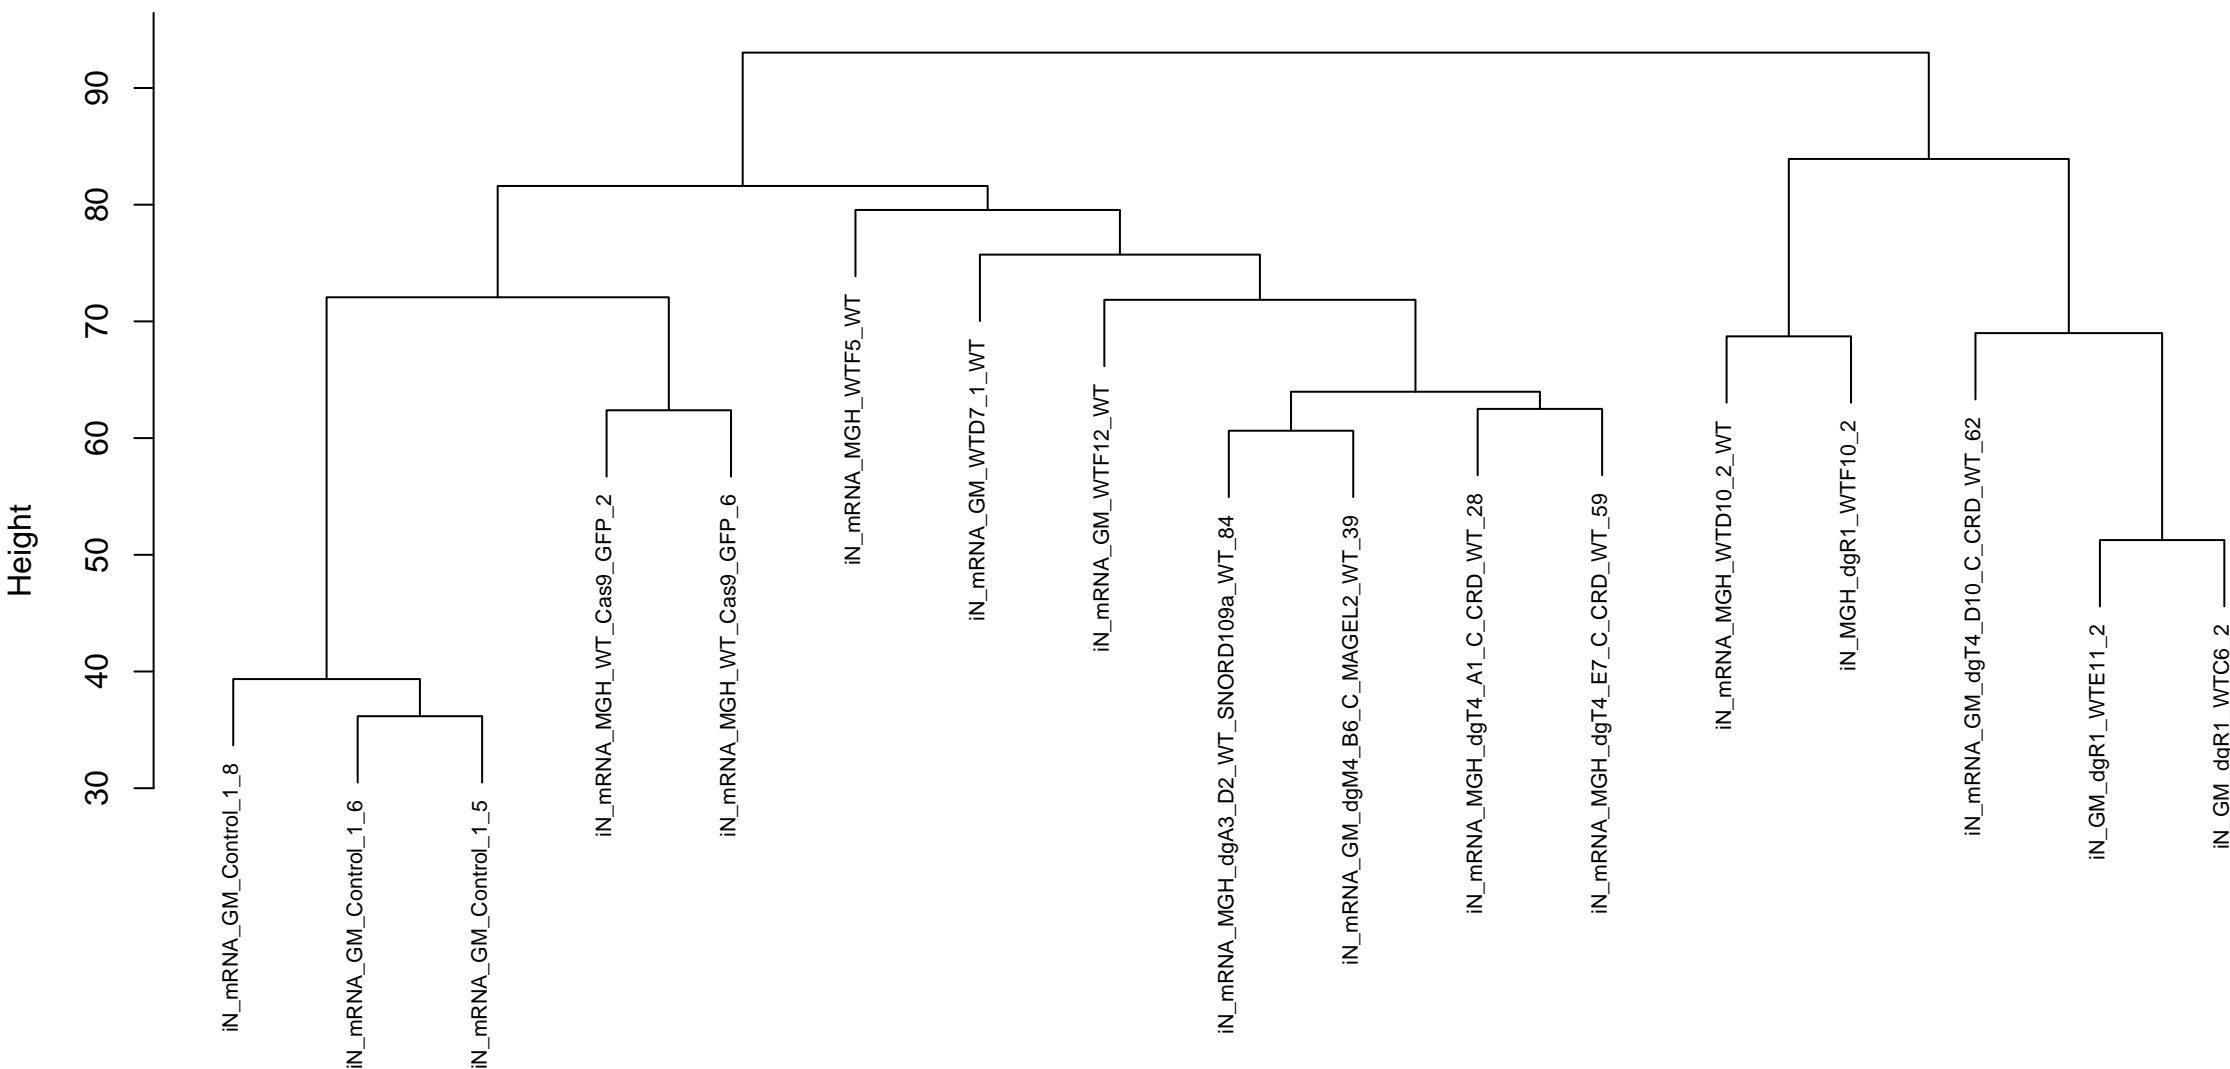 Height
90
80
70
60
50
40
30
iN_mRNA_GM_Control_1_8
iN_mRNA_GM_Control_1_6
iN_mRNA_GM_Control_1_5
iN_mRNA_MGH_WT_Cas9_GFP_2
iN_mRNA_MGH_WT_Cas9_GFP_6
iN_mRNA_MGH_WTF5_WT
iN_mRNA_GM_WTD7_1_WT
iN_mRNA_GM_WTF12_WT
iN_mRNA_MGH_dgA3_D2_WT_SNORD109a_WT_84
iN_mRNA_GM_dgM4_B6_C_MAGEL2_WT_39
iN_mRNA_MGH_dgT4_A1_C_CRD_WT_28
iN_mRNA_MGH_dgT4_E7_C_CRD_WT_59
iN_mRNA_MGH_WTD10_2_WT
iN_MGH_dgR1_WTF10_2
iN_mRNA_GM_dgT4_D10_C_CRD_WT_62
iN_GM_dgR1_WTE11_2
iN_GM_dgR1_WTC6_2